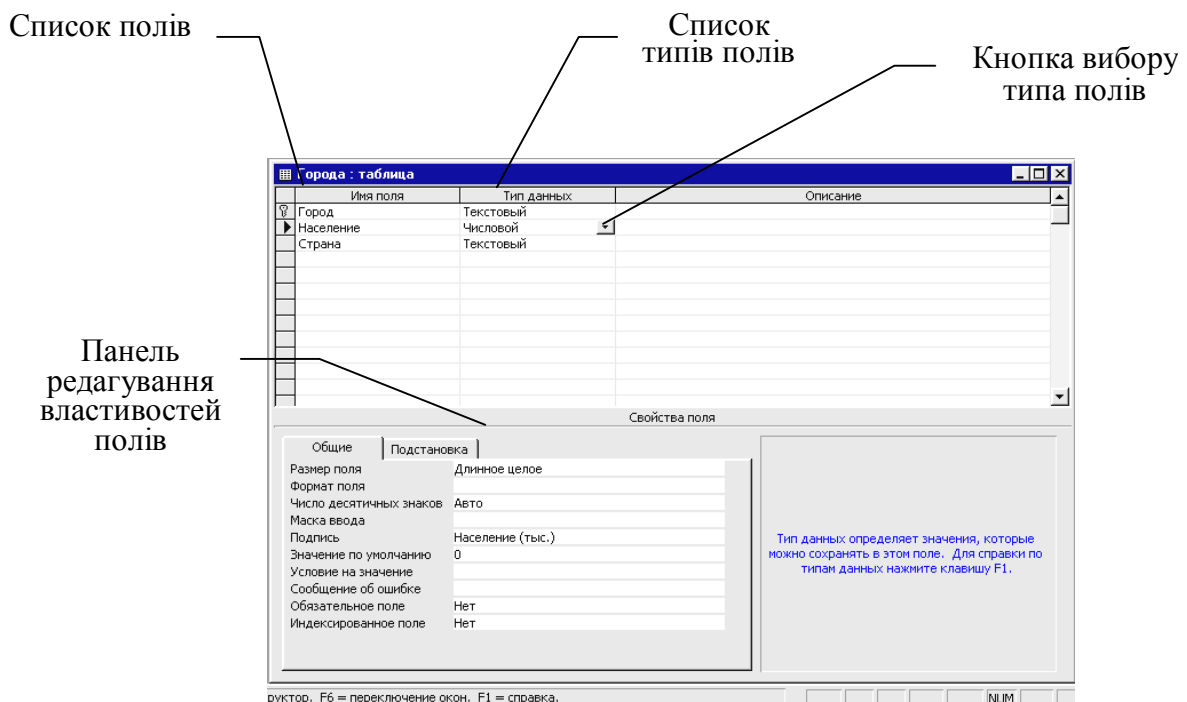 Список полів
Список
типів полів
Кнопка вибору
типа полів
Города : таблица
Имя поля Тип данных Описание
Город Текстовый
Население Числовой
Страна Текстовый
Панель
редагування
властивостей
полів
Свойства поля
Общие Подстановка
Размер поля Длинное целое
Формат поля
Число десятичных знаков Авто
Маска ввода
Подпись Население (тыс.)
Значение по умолчанию 0
Условие на значение
Сообщение об ошибке
Обязательное поле Нет
Индексированное поле Нет
Тип данных определяет значения, которые
можно сохранять в этом поле. Для справки по
типам данных нажмите клавишу F1.
руктор. F6 = переключение окон. F1 = справка. NUM